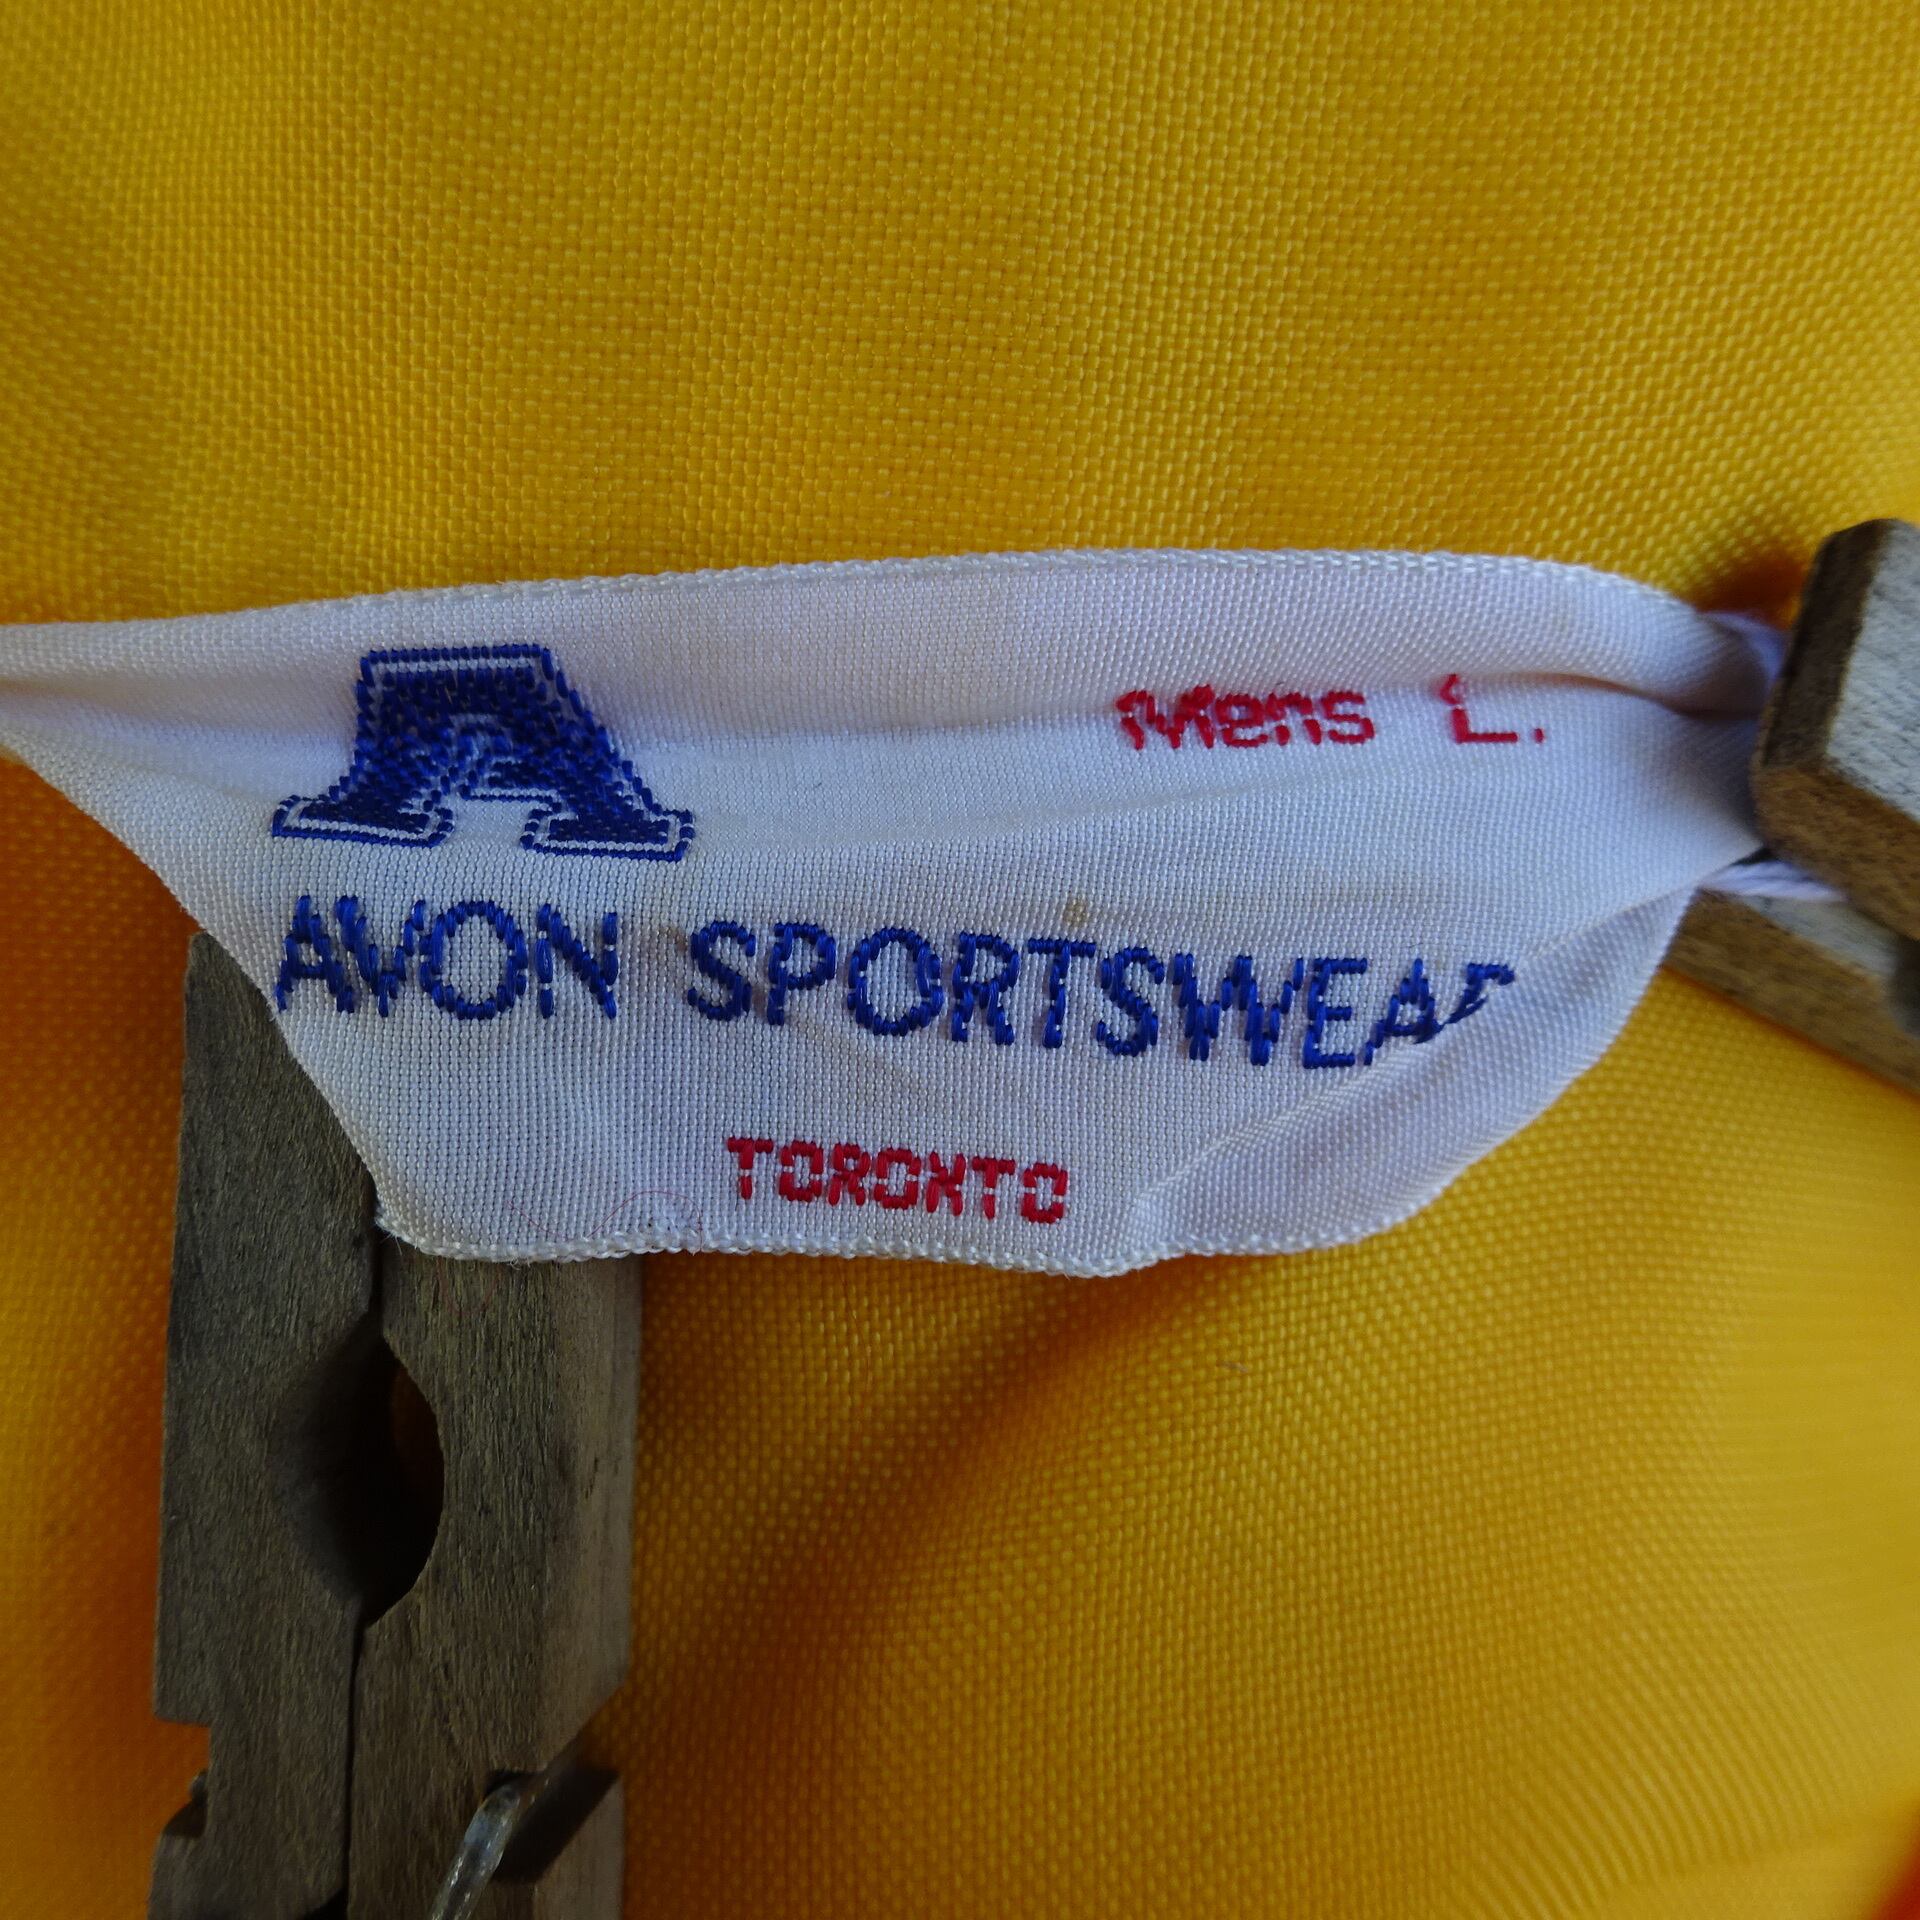 A
Mens L.
AVON SPORTSWEAR
TORONTO